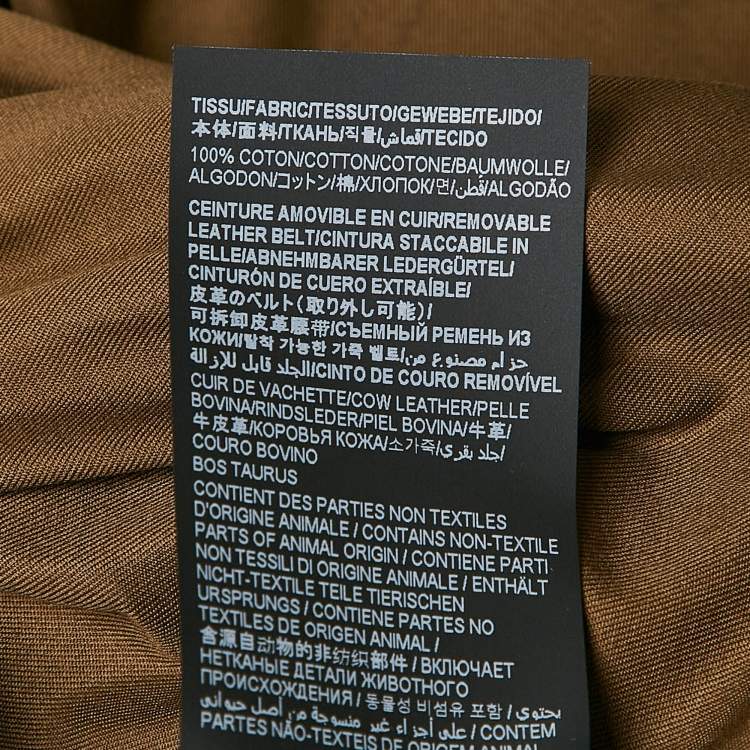 TISSU/FABRIC/TESSUTO/GEWEBE/TEJIDO/
本体/面料/ТКАНЬ/직물/قماش/TECIDO
100% COTON/COTTON/COTONE/BAUMWOLLE/
ALGODON/コットン/棉/ХЛОПОК/면/قطن/ALGODÃO
CEINTURE AMOVIBLE EN CUIR/REMOVABLE
LEATHER BELT/CINTURA STACCABILE IN
PELLE/ABNEHMBARER LEDERGÜRTEL/
CINTURÓN DE CUERO EXTRAÍBLE/
皮革のベルト(取り外し可能)/
可拆卸皮革腰带/СЪЕМНЫЙ РЕМЕНЬ ИЗ
КОЖИ/탈착 가능한 가죽 벨트/حزام مصنوع من
الجلد قابل للإزالة/CINTO DE COURO REMOVÍVEL
CUIR DE VACHETTE/COW LEATHER/PELLE
BOVINA/RINDSLEDER/PIEL BOVINA/牛革/
牛皮革/КОРОВЬЯ КОЖА/소가죽/جلد بقري/
COURO BOVINO
BOS TAURUS
CONTIENT DES PARTIES NON TEXTILES
D'ORIGINE ANIMALE / CONTAINS NON-TEXTILE
PARTS OF ANIMAL ORIGIN / CONTIENE PARTI
NON TESSILI DI ORIGINE ANIMALE / ENTHÄLT
NICHT-TEXTILE TEILE TIERISCHEN
URSPRUNGS / CONTIENE PARTES NO
TEXTILES DE ORIGEN ANIMAL /
含源自动物的非纺织部件 / ВКЛЮЧАЕТ
НЕТКАНЫЕ ДЕТАЛИ ЖИВОТНОГО
ПРОИСХОЖДЕНИЯ / 동물성 비섬유 포함 / يحتوي
على أجزاء غير منسوجة من أصل حيواني / CONTEM
PARTES NÃO-TEXTEIS DE ORIGEM ANIMAL